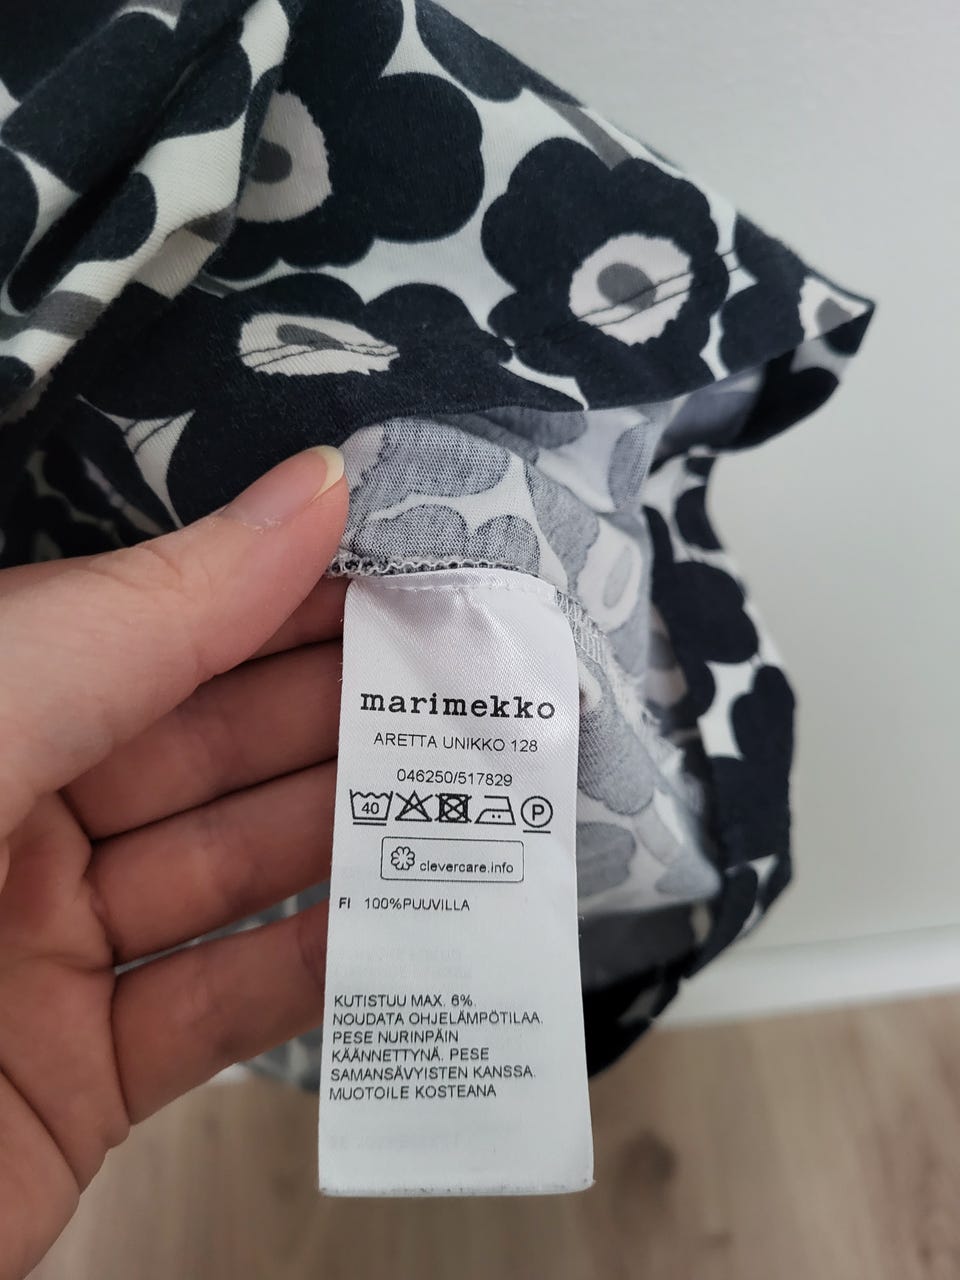 marimekko
ARETTA UNIKKO 128
046250/517829
40 P
clevercare.info
FI 100%PUUVILLA
KUTISTUU MAX. 6%.
NOUDATA OHJELÄMPÖTILAA.
PESE NURINPÄIN
KÄÄNNETTYNÄ. PESE
SAMANSÄVYISTEN KANSSA.
MUOTOILE KOSTEANA